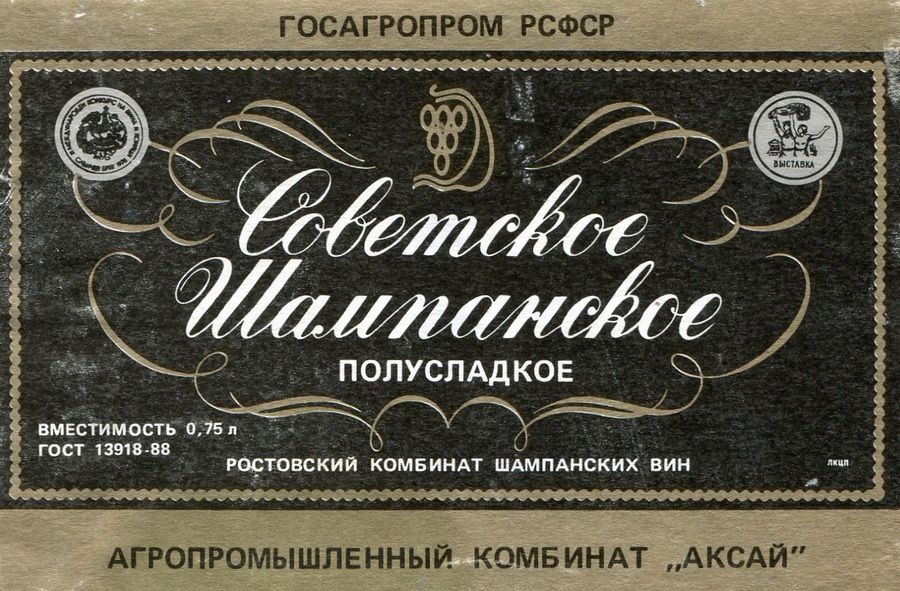 ГОСАГРОПРОМ РСФСР
ВЫСТАВКА
Советское
Шампанское
ПОЛУСЛАДКОЕ
ВМЕСТИМОСТЬ 0,75 л
ГОСТ 13918-88
РОСТОВСКИЙ КОМБИНАТ ШАМПАНСКИХ ВИН
ЛКЦП
АГРОПРОМЫШЛЕННЫЙ КОМБИНАТ „АКСАЙ”